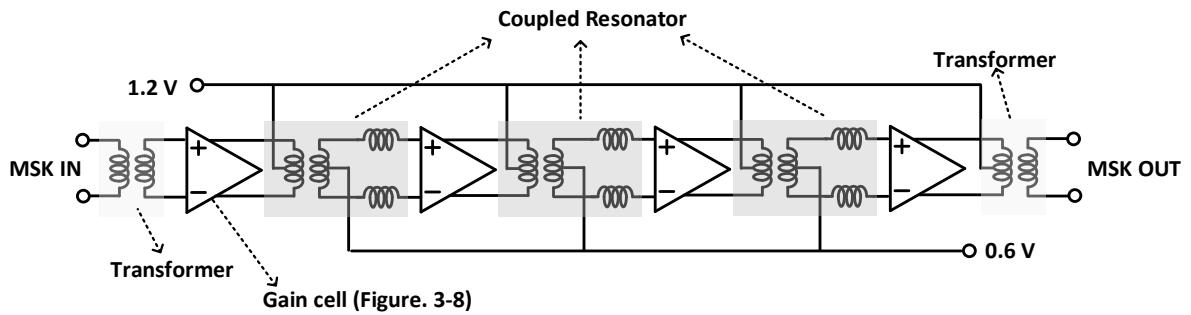 Coupled Resonator
Transformer
1.2 V
+
+
+
+
MSK IN
MSK OUT
−
−
−
−
0.6 V
Transformer
Gain cell (Figure. 3-8)